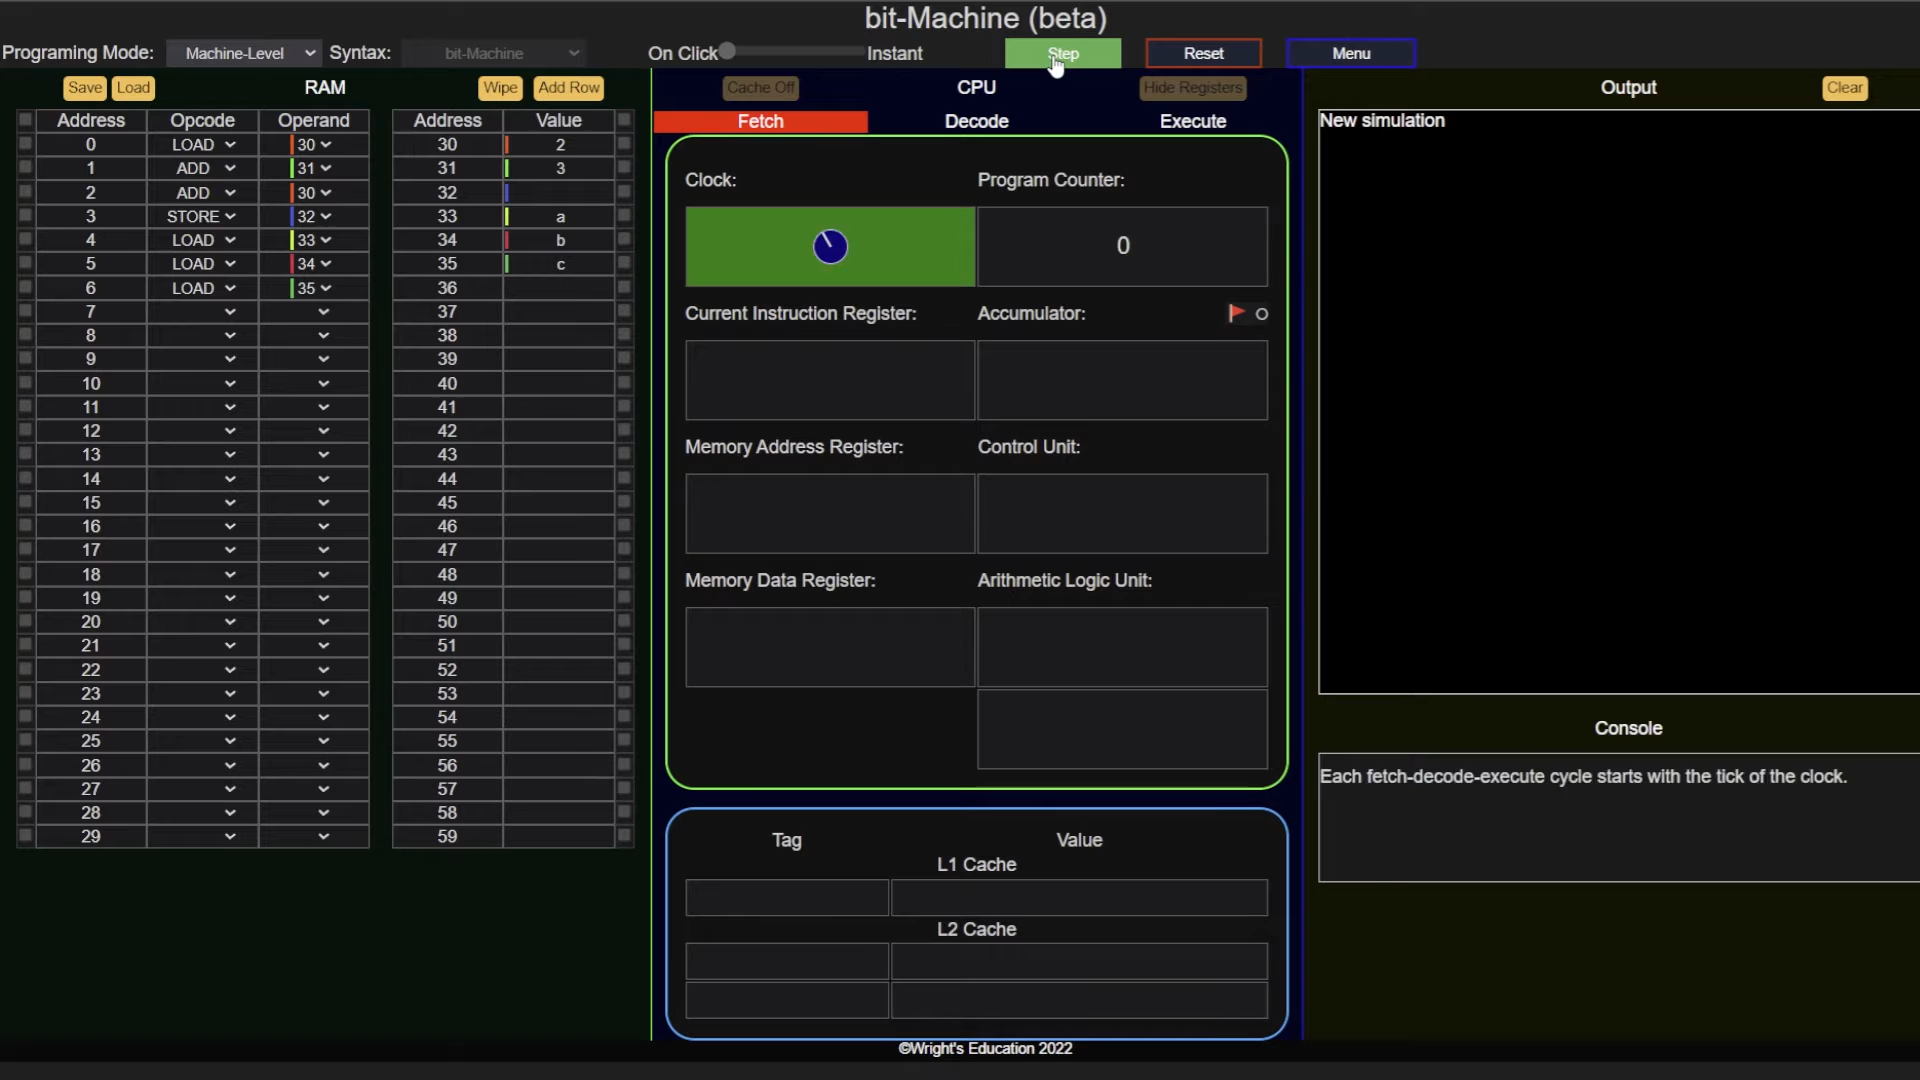 bit-Machine (beta)
Programing Mode: Machine-Level Syntax: bit-Machine On Click Instant Step Reset Menu
Save Load RAM Wipe Add Row Cache Off CPU Hide Registers Output Clear
Address Opcode Operand Address Value
0 LOAD 30 30 2
1 ADD 31 31 3
2 ADD 30 32
3 STORE 32 33 a
4 LOAD 33 34 b
5 LOAD 34 35 c
6 LOAD 35 36
7 37
8 38
9 39
10 40
11 41
12 42
13 43
14 44
15 45
16 46
17 47
18 48
19 49
20 50
21 51
22 52
23 53
24 54
25 55
26 56
27 57
28 58
29 59
Fetch Decode Execute
Clock: Program Counter:
0
Current Instruction Register: Accumulator:
Memory Address Register: Control Unit:
Memory Data Register: Arithmetic Logic Unit:
Tag Value
L1 Cache
L2 Cache
New simulation
Console
Each fetch-decode-execute cycle starts with the tick of the clock.
©Wright's Education 2022